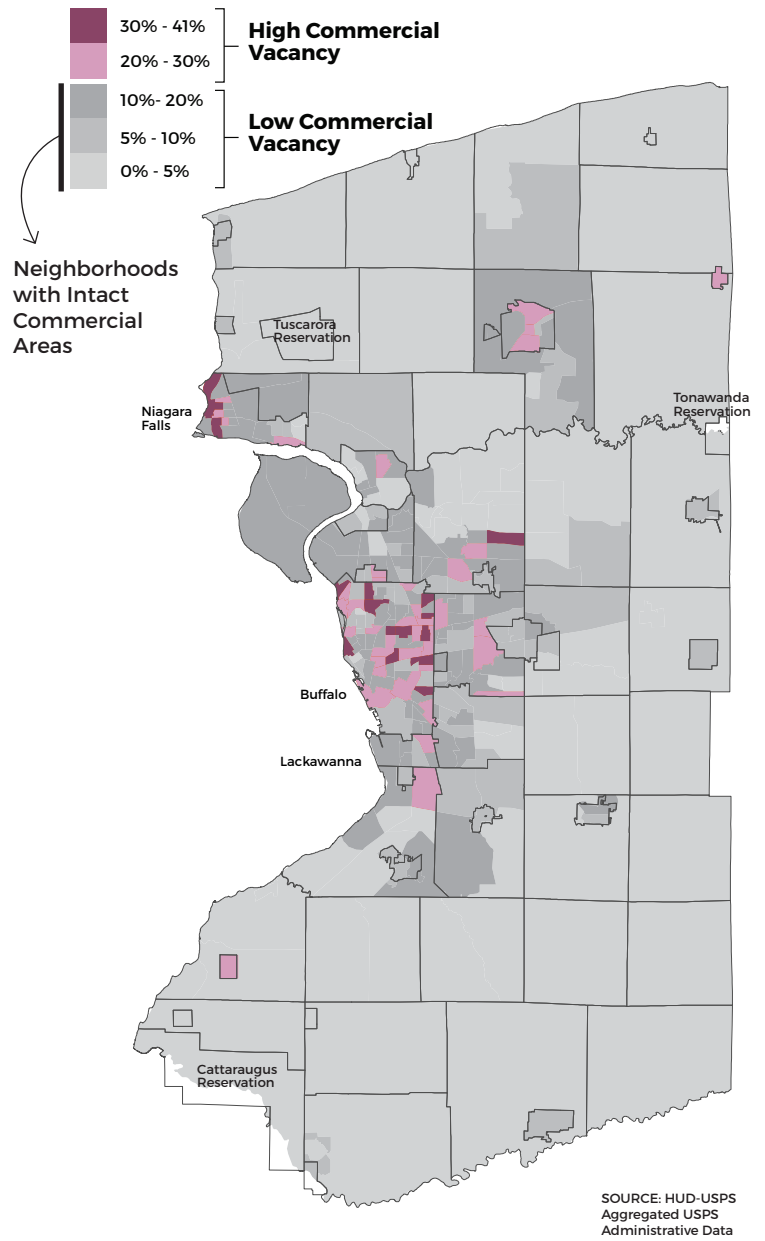 30% - 41%
20% - 30%
High Commercial
Vacancy
10%- 20%
5% - 10%
0% - 5%
Low Commercial
Vacancy
Neighborhoods
with Intact
Commercial
Areas
Tuscarora
Reservation
Niagara
Falls
Tonawanda
Reservation
Buffalo
Lackawanna
Cattaraugus
Reservation
SOURCE: HUD-USPS
Aggregated USPS
Administrative Data